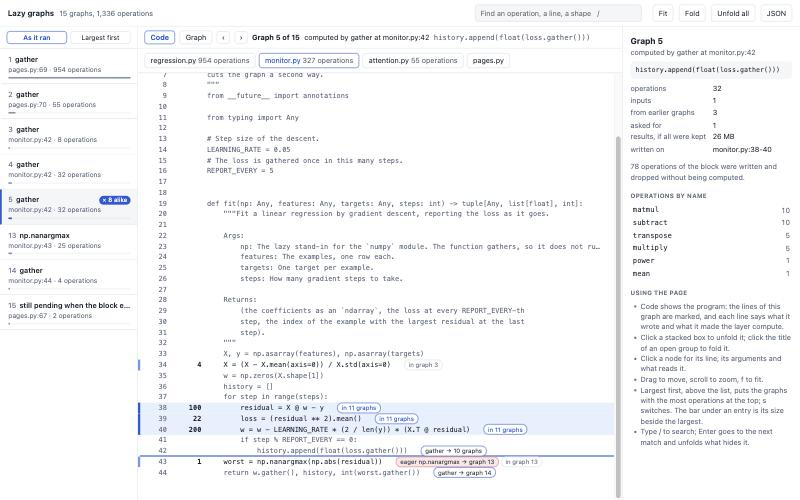 Lazy graphs 15 graphs, 1,336 operations
Find an operation, a line, a shape /
Fit
Fold
Unfold all
JSON
As it ran
Largest first
1 gather
pages.py:69 · 954 operations
2 gather
pages.py:70 · 55 operations
3 gather
monitor.py:42 · 8 operations
4 gather
monitor.py:42 · 32 operations
5 gather × 8 alike
monitor.py:42 · 32 operations
13 np.nanargmax
monitor.py:43 · 25 operations
14 gather
monitor.py:44 · 4 operations
15 still pending when the block e…
pages.py:67 · 2 operations
Code
Graph
‹
›
Graph 5 of 15 computed by gather at monitor.py:42 history.append(float(loss.gather()))
regression.py 954 operations
monitor.py 327 operations
attention.py 55 operations
pages.py
7 cuts the graph a second way.
8 """
9 from __future__ import annotations
10
11 from typing import Any
12
13 # Step size of the descent.
14 LEARNING_RATE = 0.05
15 # The loss is gathered once in this many steps.
16 REPORT_EVERY = 5
17
18
19 def fit(np: Any, features: Any, targets: Any, steps: int) -> tuple[Any, list[float], int]:
20 """Fit a linear regression by gradient descent, reporting the loss as it goes.
21
22 Args:
23 np: The lazy stand-in for the `numpy` module. The function gathers, so it does not ru…
24 features: The examples, one row each.
25 targets: One target per example.
26 steps: How many gradient steps to take.
27
28 Returns:
29 (the coefficients as an `ndarray`, the loss at every REPORT_EVERY-th
30 step, the index of the example with the largest residual at the last
31 step).
32 """
33 X, y = np.asarray(features), np.asarray(targets)
34 4 X = (X - X.mean(axis=0)) / X.std(axis=0) in graph 3
35 w = np.zeros(X.shape[1])
36 history = []
37 for step in range(steps):
38 100 residual = X @ w - y in 11 graphs
39 22 loss = (residual ** 2).mean() in 11 graphs
40 200 w = w - LEARNING_RATE * (2 / len(y)) * (X.T @ residual) in 11 graphs
41 if step % REPORT_EVERY == 0:
42 history.append(float(loss.gather())) gather → 10 graphs
43 1 worst = np.nanargmax(np.abs(residual)) eager np.nanargmax → graph 13 in graph 13
44 return w.gather(), history, int(worst.gather()) gather → graph 14
Graph 5
computed by gather at monitor.py:42
history.append(float(loss.gather()))
operations 32
inputs 1
from earlier graphs 3
asked for 1
results, if all were kept 26 MB
written on monitor.py:38-40
78 operations of the block were written and
dropped without being computed.
OPERATIONS BY NAME
matmul 10
subtract 10
transpose 5
multiply 5
power 1
mean 1
USING THE PAGE
• Code shows the program: the lines of this
graph are marked, and each line says what it
wrote and what it made the layer compute.
• Click a stacked box to unfold it; click the title
of an open group to fold it.
• Click a node for its line, its arguments and
what reads it.
• Drag to move, scroll to zoom, f to fit.
• Largest first, above the list, puts the graphs
with the most operations at the top; s
switches. The bar under an entry is its size
beside the largest.
• Type / to search; Enter goes to the next
match and unfolds what hides it.